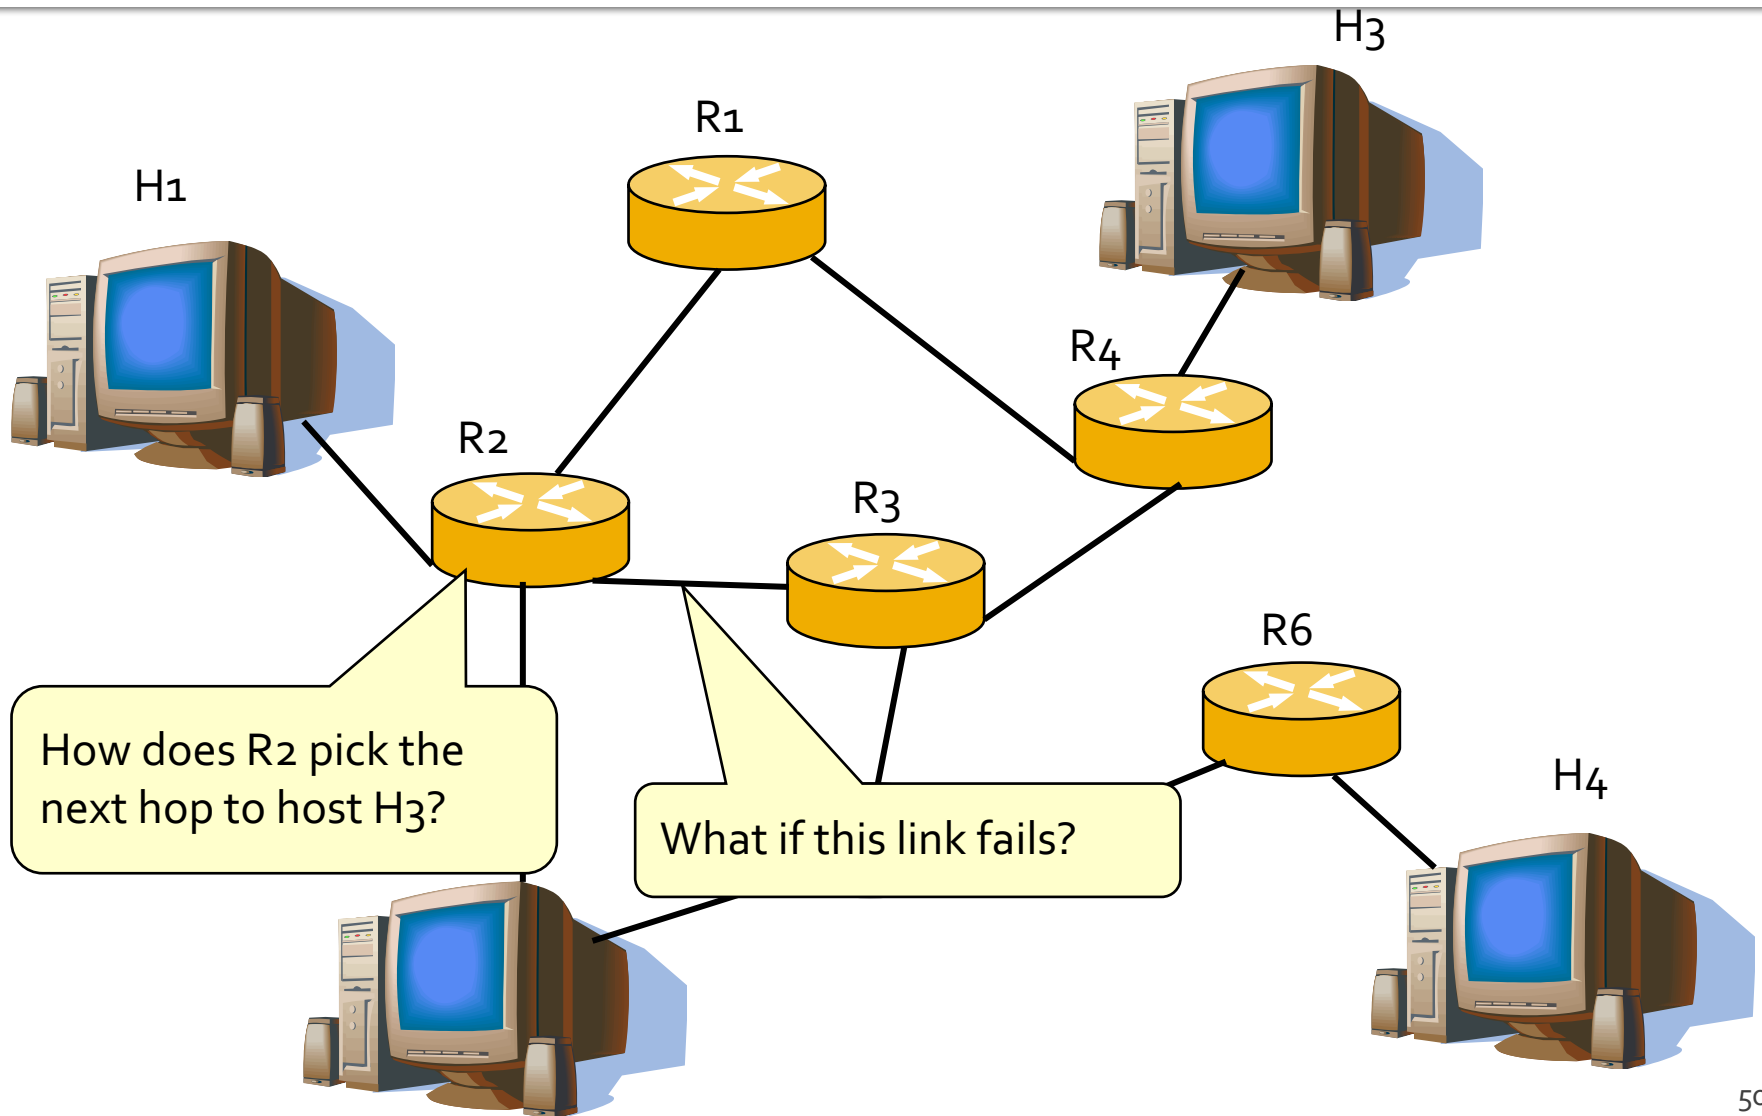 H3
R1
H1
R4
R2
R3
R6
How does R2 pick the
next hop to host H3?
H4
What if this link fails?